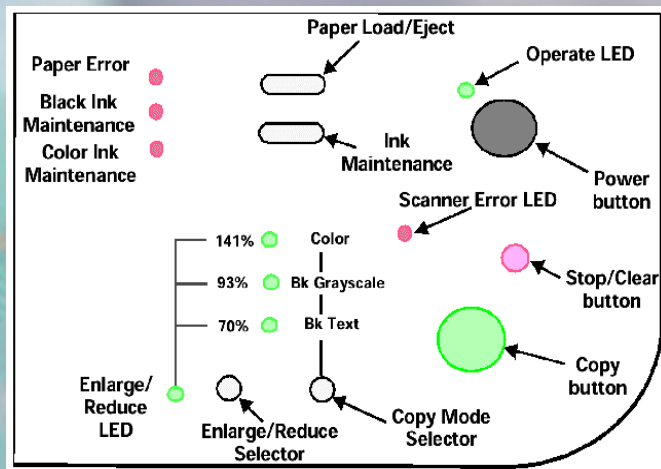 Paper Load/Eject
Paper Error
Operate LED
Black Ink
Maintenance
Ink
Maintenance
Color Ink
Maintenance
Power
button
Scanner Error LED
141%
Color
93%
Bk Grayscale
Stop/Clear
button
70%
Bk Text
Copy
button
Enlarge/
Reduce
LED
Enlarge/Reduce
Selector
Copy Mode
Selector